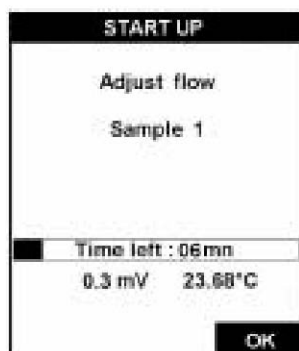 START UP
Adjust flow
Sample 1
Time left : 06mn
0.3 mV 23.68°C
OK